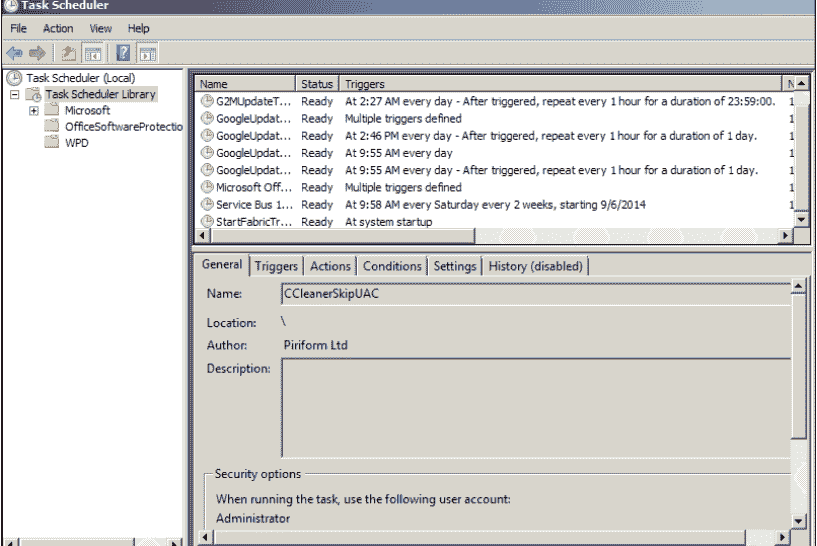 Task Scheduler
File Action View Help
Task Scheduler (Local)
Task Scheduler Library
Microsoft
OfficeSoftwareProtectio
WPD
Name Status Triggers N
G2MUpdateT... Ready At 2:27 AM every day - After triggered, repeat every 1 hour for a duration of 23:59:00. 1
GoogleUpdat... Ready Multiple triggers defined 1
GoogleUpdat... Ready At 2:46 PM every day - After triggered, repeat every 1 hour for a duration of 1 day. 1
GoogleUpdat... Ready At 9:55 AM every day 1
GoogleUpdat... Ready At 9:55 AM every day - After triggered, repeat every 1 hour for a duration of 1 day. 1
Microsoft Off... Ready Multiple triggers defined 1
Service Bus 1... Ready At 9:58 AM every Saturday every 2 weeks, starting 9/6/2014 1
StartFabricTr... Ready At system startup
General Triggers Actions Conditions Settings History (disabled)
Name: CCleanerSkipUAC
Location: \
Author: Piriform Ltd
Description:
Security options
When running the task, use the following user account:
Administrator